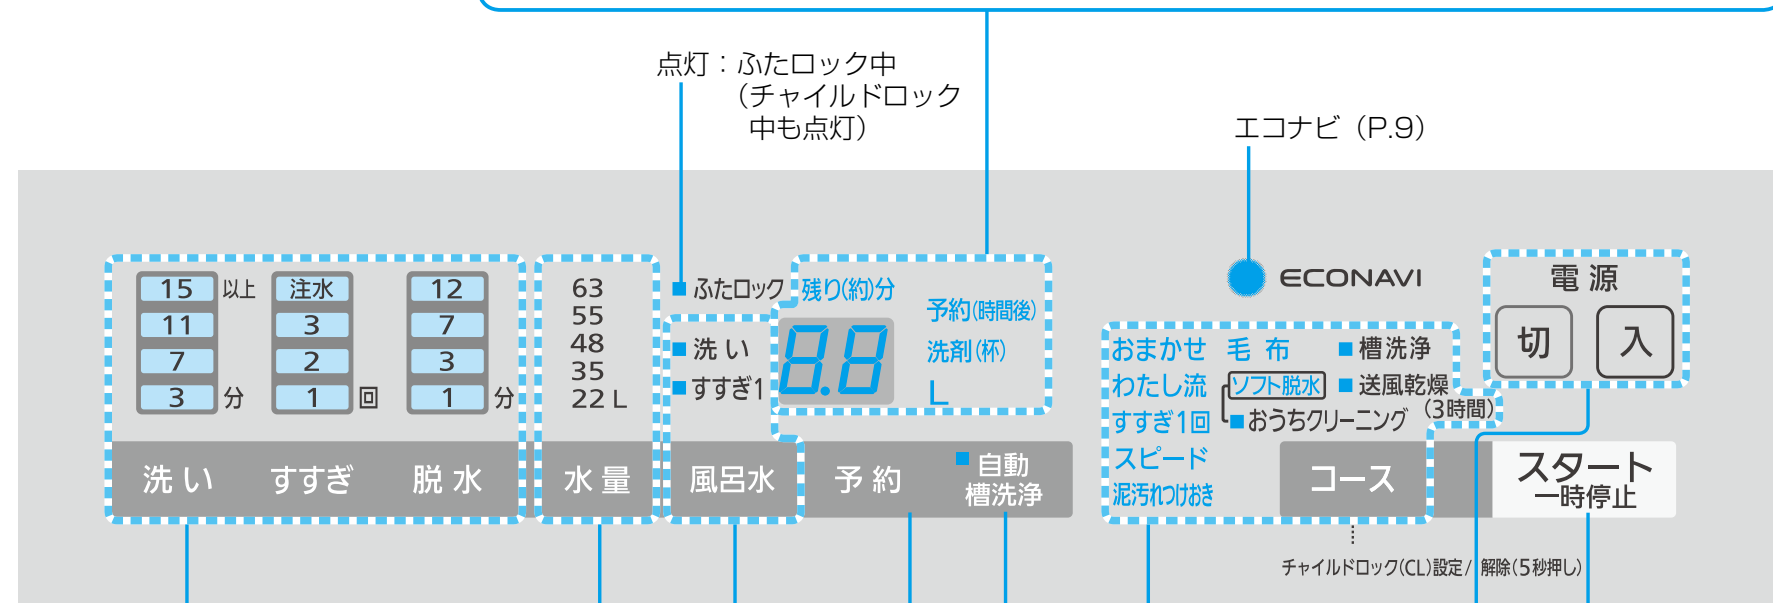 点灯：ふたロック中
（チャイルドロック
中も点灯）
エコナビ（P.9）
15 以上
11
7
3 分
注水
3
2
1 回
12
7
3
1 分
63
55
48
35
22 L
ふたロック
洗い
すすぎ1
残り(約)分
8.8
予約(時間後)
洗剤(杯)
L
ECONAVI
おまかせ
わたし流
すすぎ1回
スピード
泥汚れつけおき
毛布
ソフト脱水
おうちクリーニング
槽洗浄
送風乾燥
(3時間)
電源
切
入
洗い
すすぎ
脱水
水量
風呂水
予約
自動
槽洗浄
コース
スタート
一時停止
チャイルドロック(CL)設定/ 解除(5秒押し)